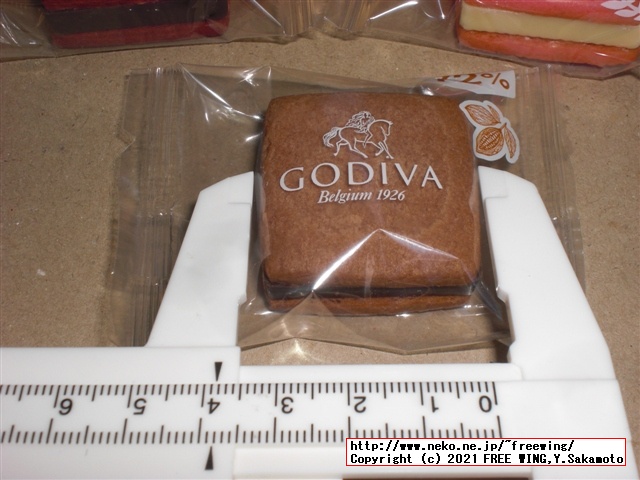 72%
GODIVA
Belgium 1926
6 5 4 3 2 1 0
http://www.neko.ne.jp/~freewing/
Copyright (c) 2021 FREE WING,Y.Sakamoto